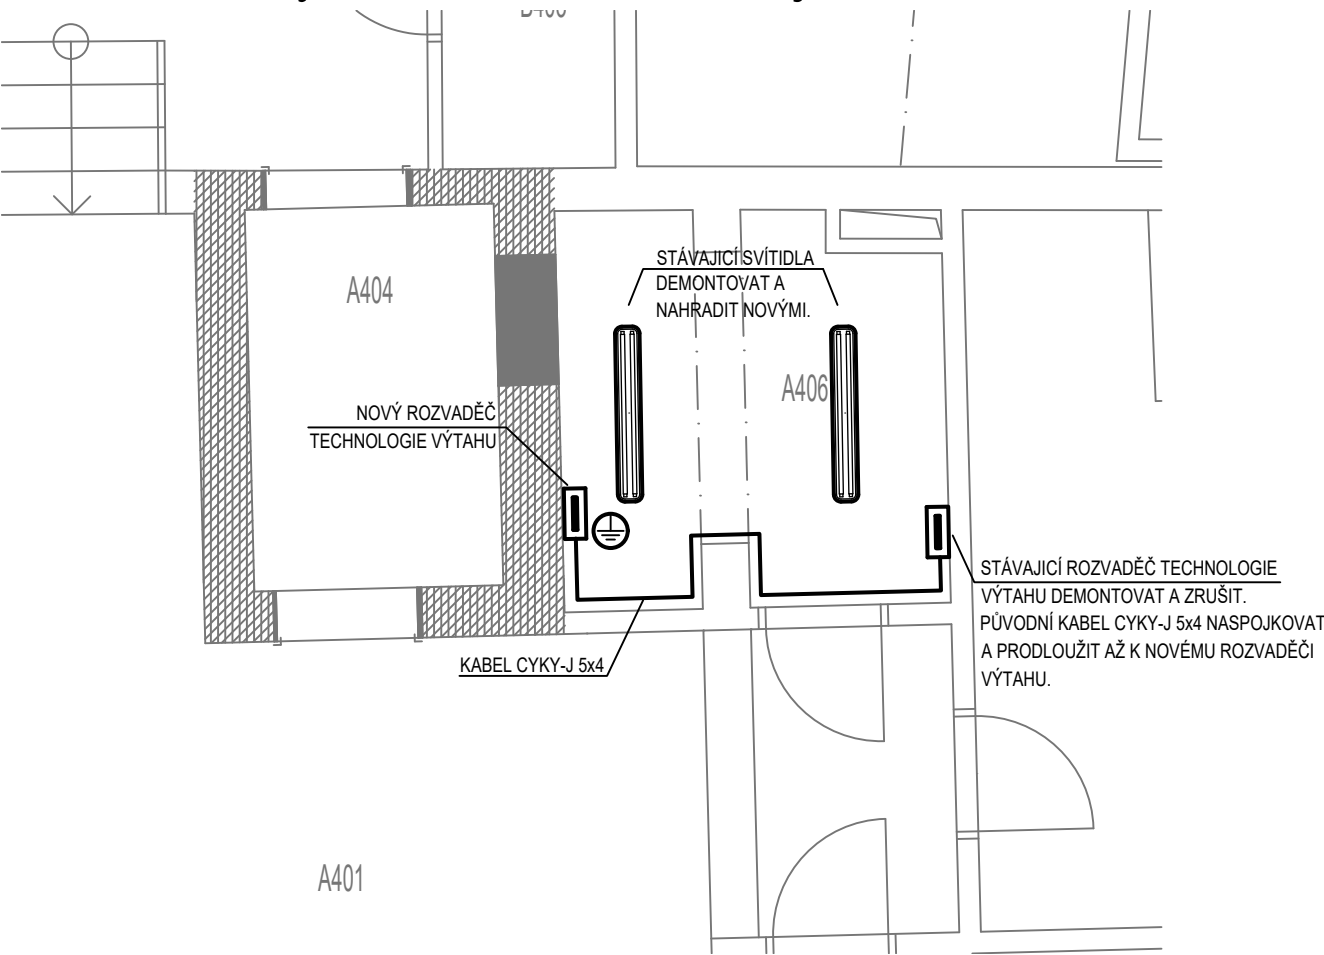 A404
STÁVAJICÍ SVÍTIDLA
DEMONTOVAT A
NAHRADIT NOVÝMI.
A406
NOVÝ ROZVADĚČ
TECHNOLOGIE VÝTAHU
STÁVAJICÍ ROZVADĚČ TECHNOLOGIE
VÝTAHU DEMONTOVAT A ZRUŠIT.
PŮVODNÍ KABEL CYKY-J 5x4 NASPOJKOVAT
A PRODLOUŽIT AŽ K NOVÉMU ROZVADĚČI
VÝTAHU.
KABEL CYKY-J 5x4
A401